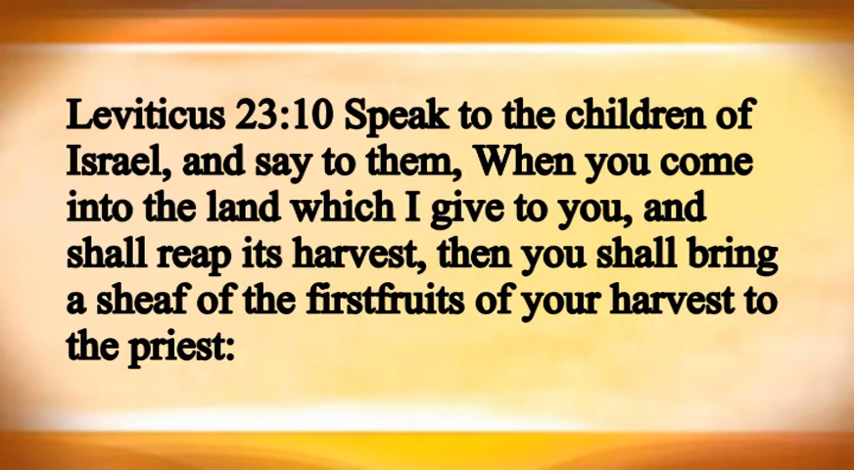 Leviticus 23:10 Speak to the children of
Israel, and say to them, When you come
into the land which I give to you, and
shall reap its harvest, then you shall bring
a sheaf of the firstfruits of your harvest to
the priest: